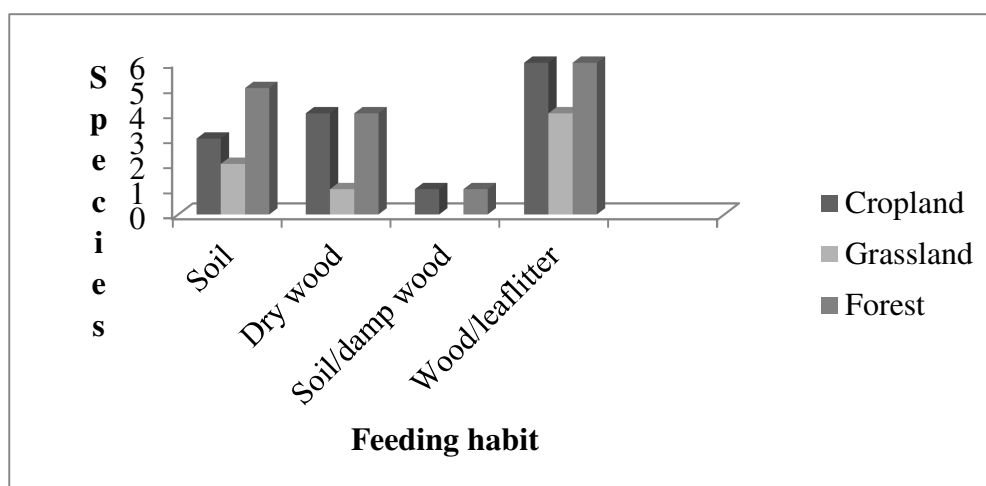 Species
6
5
4
3
2
1
0
Soil
Dry wood
Soil/damp wood
Wood/leaflitter
Feeding habit
Cropland
Grassland
Forest